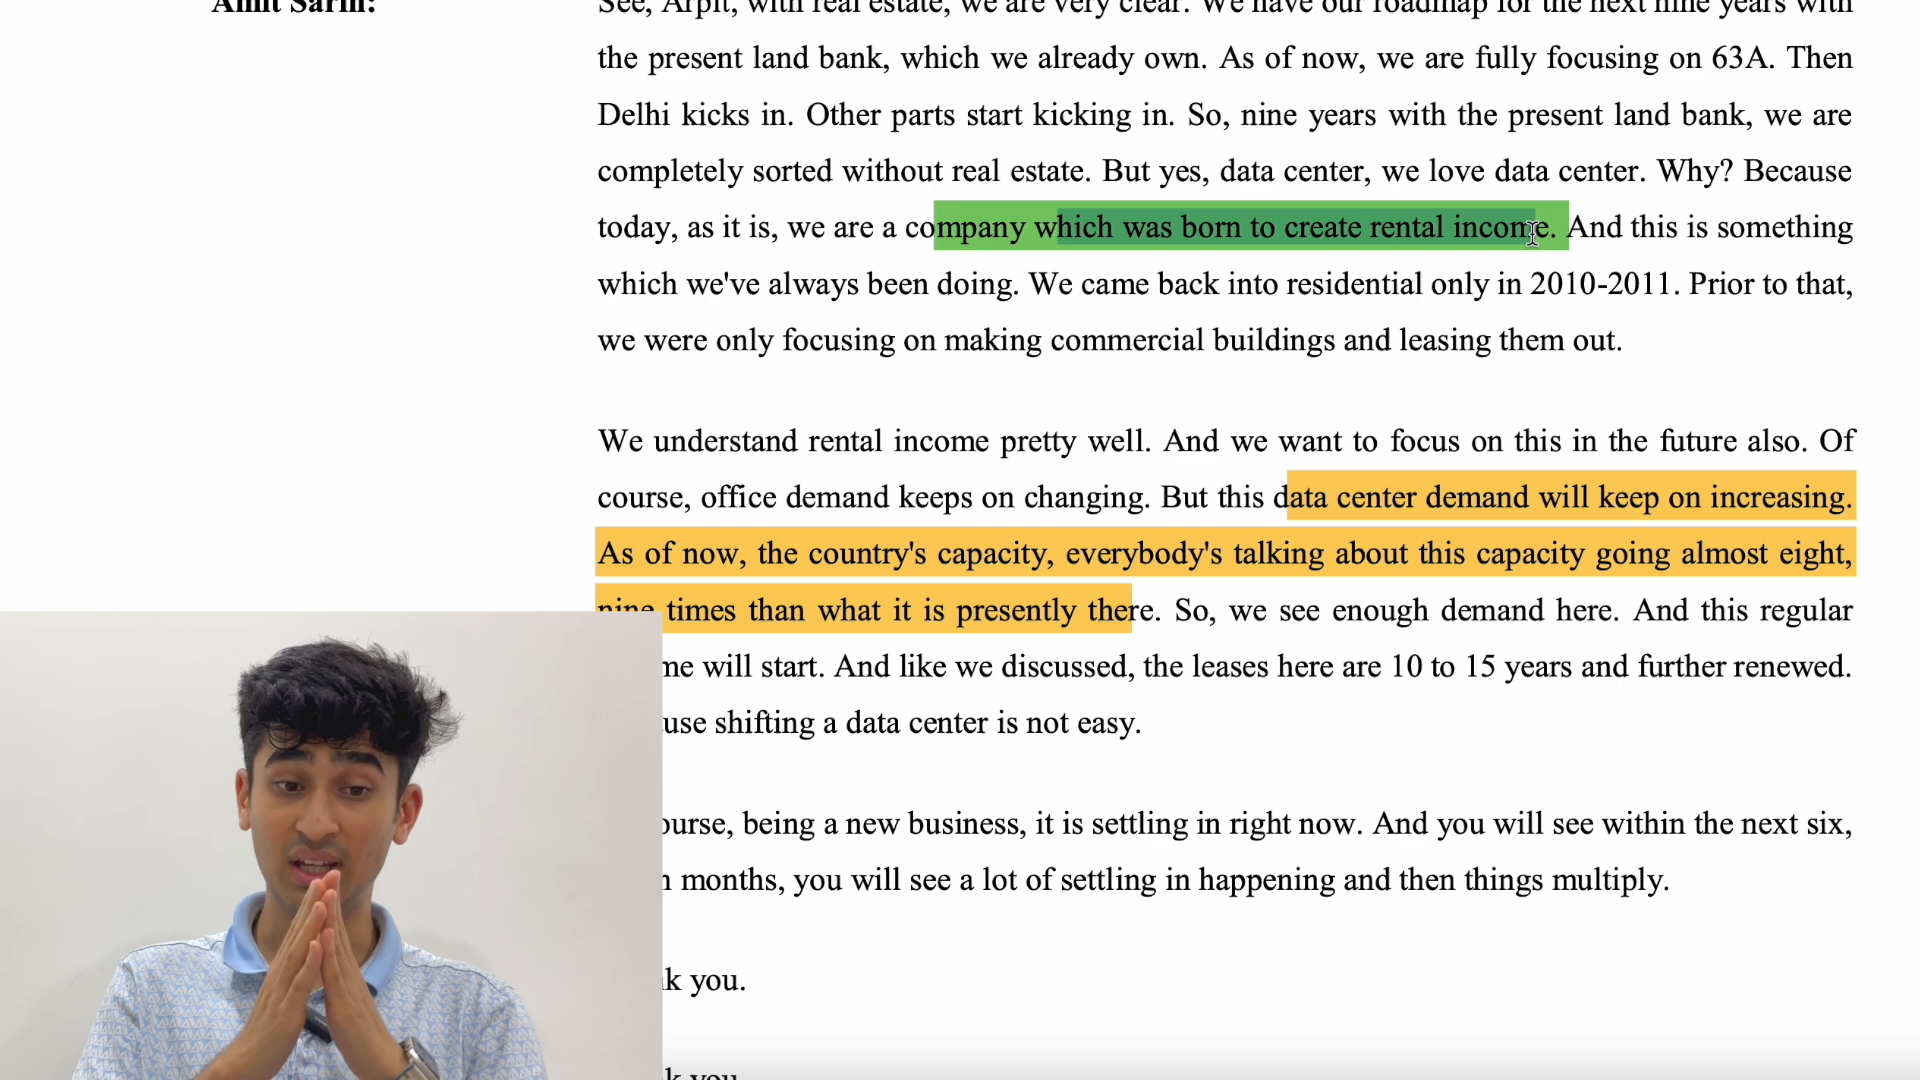 Amit Sarin:
See, Arpit, with real estate, we are very clear. We have our roadmap for the next nine years with
the present land bank, which we already own. As of now, we are fully focusing on 63A. Then
Delhi kicks in. Other parts start kicking in. So, nine years with the present land bank, we are
completely sorted without real estate. But yes, data center, we love data center. Why? Because
today, as it is, we are a company which was born to create rental income. And this is something
which we've always been doing. We came back into residential only in 2010-2011. Prior to that,
we were only focusing on making commercial buildings and leasing them out.
We understand rental income pretty well. And we want to focus on this in the future also. Of
course, office demand keeps on changing. But this data center demand will keep on increasing.
As of now, the country's capacity, everybody's talking about this capacity going almost eight,
nine times than what it is presently there. So, we see enough demand here. And this regular
will start. And like we discussed, the leases here are 10 to 15 years and further renewed.
shifting a data center is not easy.
being a new business, it is settling in right now. And you will see within the next six,
months, you will see a lot of settling in happening and then things multiply.
you.
you.